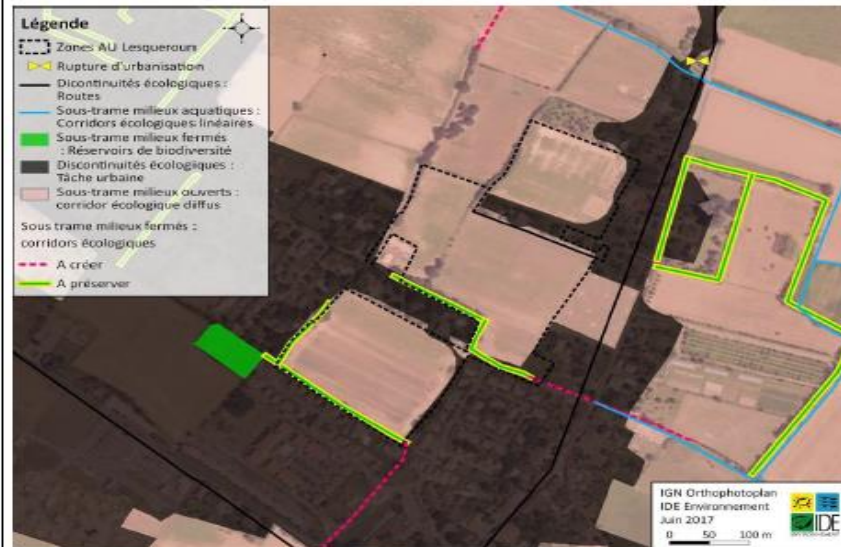 Légende
Zones AU Lesqueroun
Rupture d'urbanisation
Dicontinuités écologiques :
Routes
Sous-trame milieux aquatiques :
Corridors écologiques linéaires
Sous-trame milieux fermés
: Réservoirs de biodiversité
Discontinuités écologiques :
Tâche urbaine
Sous-trame milieux ouverts :
corridor écologique diffus
Sous trame milieux fermés :
corridors écologiques
A créer
A préserver
IGN Orthophotoplan
IDE Environnement
Juin 2017
0 50 100 m
IDE
ENVIRONNEMENT